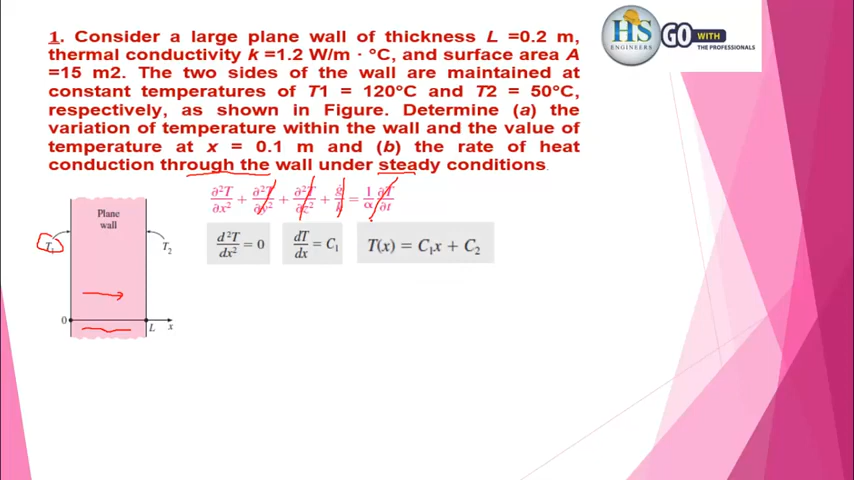 1. Consider a large plane wall of thickness L =0.2 m,
thermal conductivity k =1.2 W/m · °C, and surface area A
=15 m2. The two sides of the wall are maintained at
constant temperatures of T1 = 120°C and T2 = 50°C,
respectively, as shown in Figure. Determine (a) the
variation of temperature within the wall and the value of
temperature at x = 0.1 m and (b) the rate of heat
conduction through the wall under steady conditions.
HS
ENGINEERS
GO WITH
THE PROFESSIONALS
∂²T/∂x² + ∂²T/∂y² + ∂²T/∂z² + ġ/k = 1/α ∂T/∂t
d²T/dx² = 0
dT/dx = C₁
T(x) = C₁x + C₂
Plane
wall
T₁
T₂
0
L
x